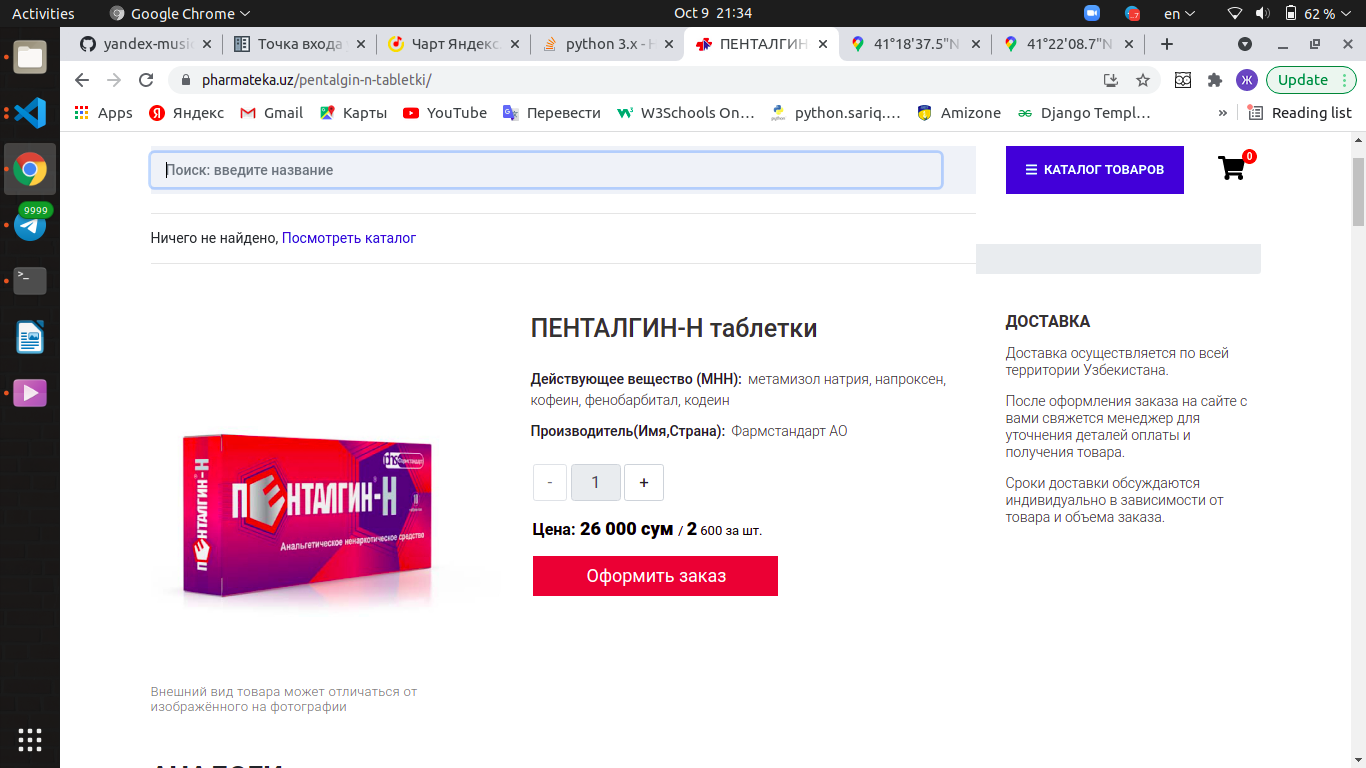 Activities
Google Chrome
Oct 9 21:34
en
62 %
yandex-musi
Точка входа
Чарт Яндекс.
python 3.x - H
ПЕНТАЛГИН
41°18'37.5"N
41°22'08.7"N
pharmateka.uz/pentalgin-n-tabletki/
Ж
Update
Apps
Яндекс
Gmail
Карты
YouTube
Перевести
W3Schools On...
python.sariq....
Amizone
Django Templ...
»
Reading list
9999
Поиск: введите название
КАТАЛОГ ТОВАРОВ
0
Ничего не найдено, Посмотреть каталог
ПЕНТАЛГИН-Н таблетки
Действующее вещество (МНН): метамизол натрия, напроксен,
кофеин, фенобарбитал, кодеин
Производитель(Имя,Страна): Фармстандарт АО
- 1 +
Цена: 26 000 сум / 2 600 за шт.
Оформить заказ
ДОСТАВКА
Доставка осуществляется по всей
территории Узбекистана.
После оформления заказа на сайте с
вами свяжется менеджер для
уточнения деталей оплаты и
получения товара.
Сроки доставки обсуждаются
индивидуально в зависимости от
товара и объема заказа.
ПЕНТАЛГИН-Н
ПЕНТАЛГИН-Н
10
Анальгетическое ненаркотическое средство
Внешний вид товара может отличаться от
изображённого на фотографии
АНАЛОГИ